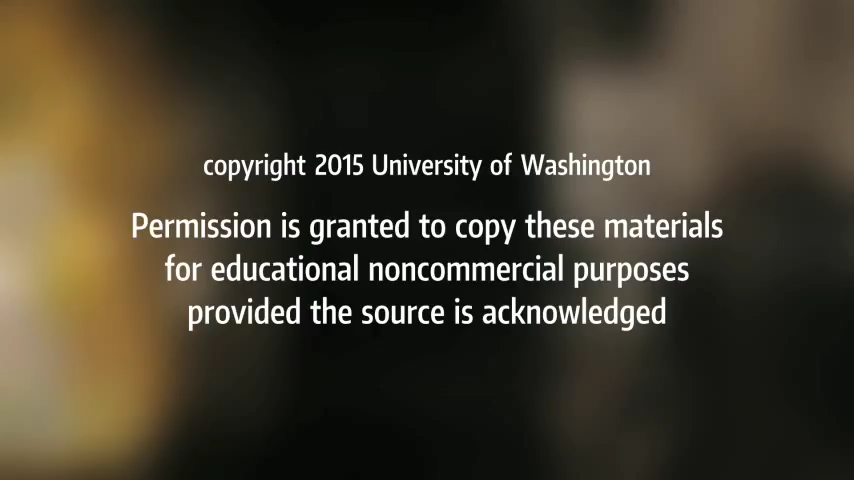 copyright 2015 University of Washington
Permission is granted to copy these materials
for educational noncommercial purposes
provided the source is acknowledged